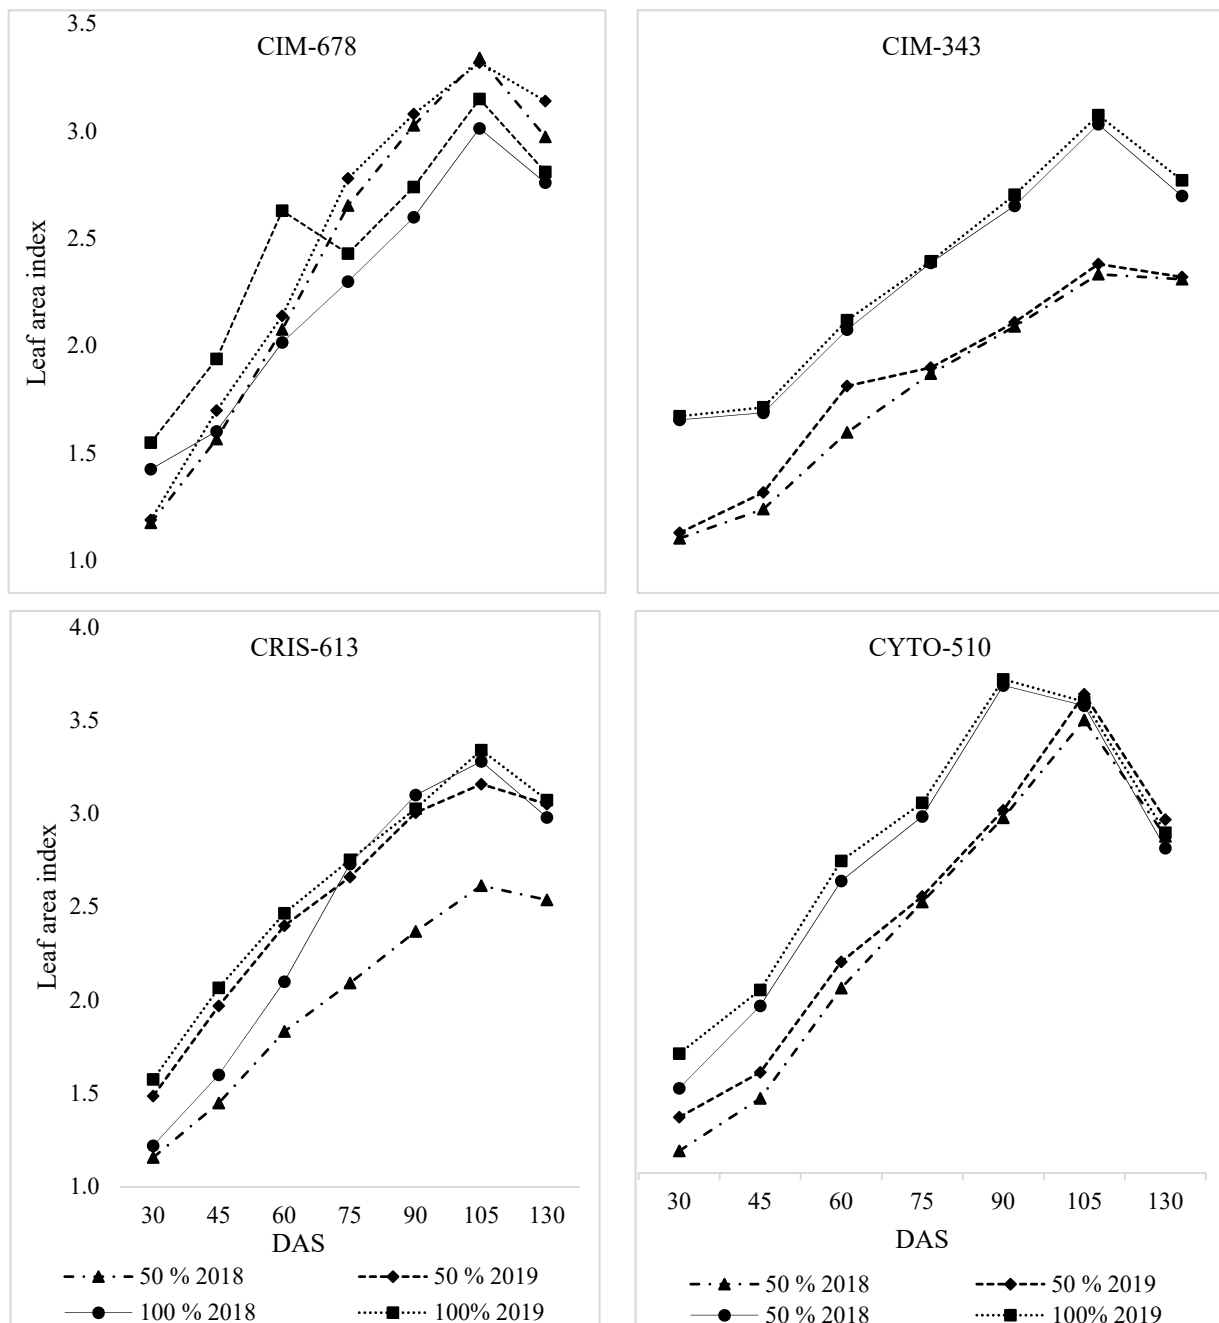 CIM-678
3.5
3.0
2.5
2.0
1.5
1.0
Leaf area index
CIM-343
CRIS-613
4.0
3.5
3.0
2.5
2.0
1.5
1.0
Leaf area index
30 45 60 75 90 105 130
DAS
50 % 2018 50 % 2019
100 % 2018 100% 2019
CYTO-510
30 45 60 75 90 105 130
DAS
50 % 2018 50 % 2019
50 % 2018 100% 2019